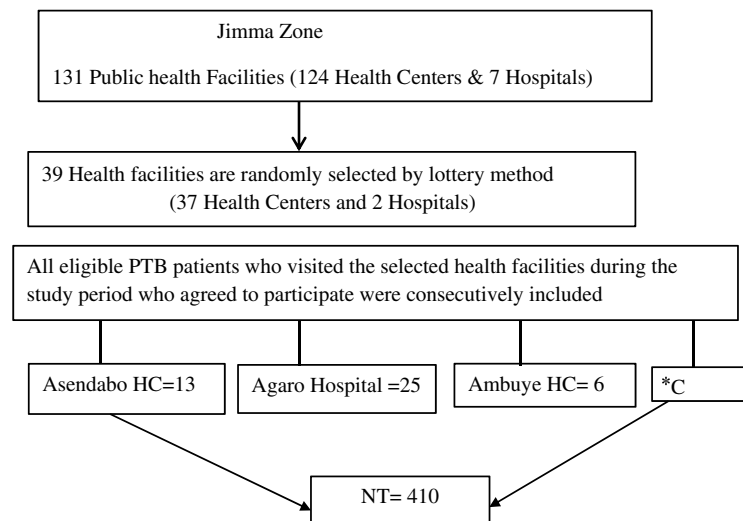 Jimma Zone
131 Public health Facilities (124 Health Centers & 7 Hospitals)
39 Health facilities are randomly selected by lottery method
(37 Health Centers and 2 Hospitals)
All eligible PTB patients who visited the selected health facilities during the
study period who agreed to participate were consecutively included
Asendabo HC=13
Agaro Hospital =25
Ambuye HC= 6
*C
NT= 410